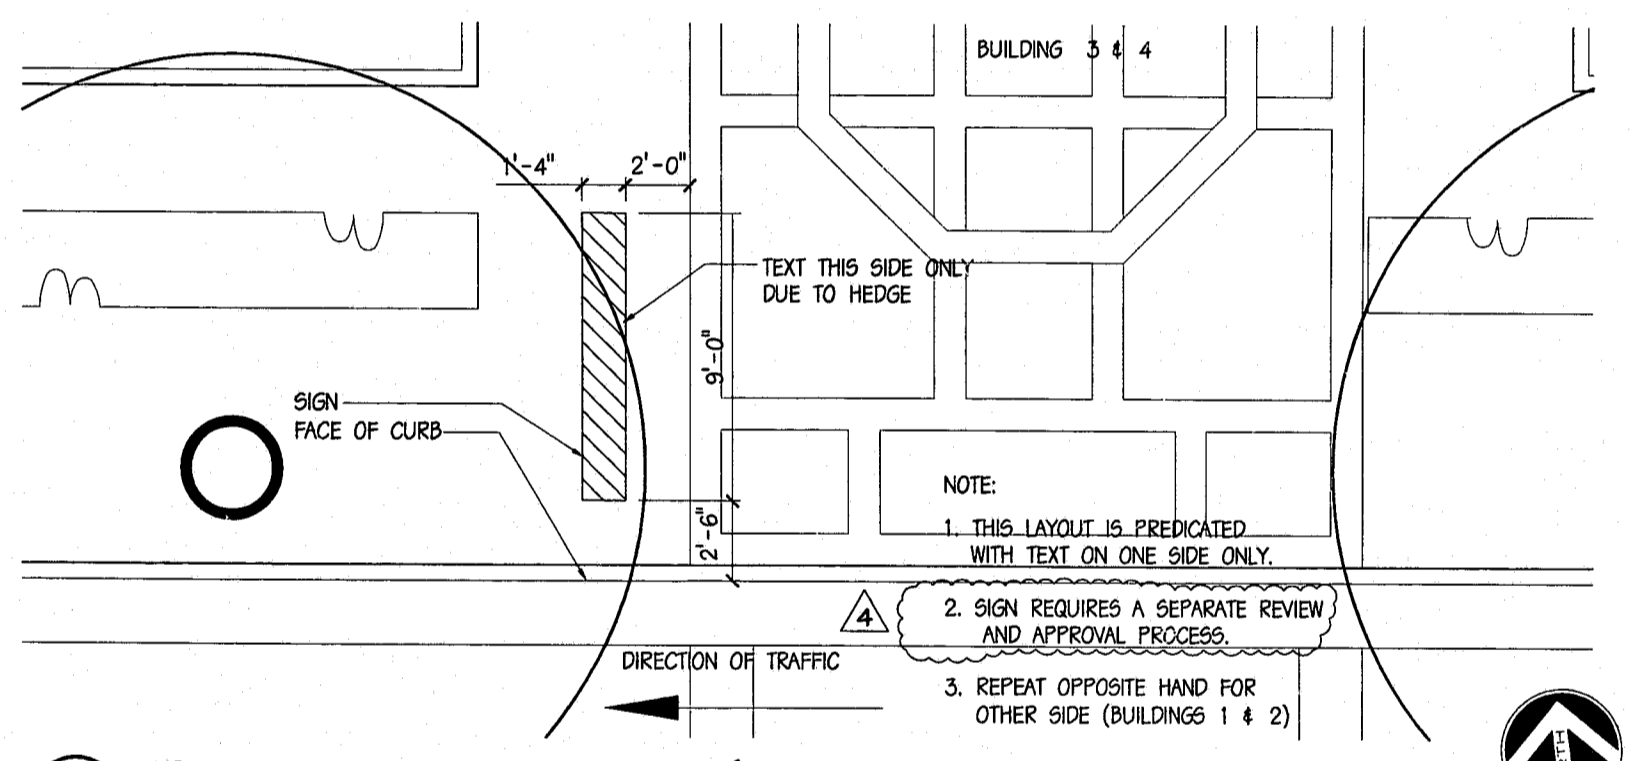 BUILDING 3 & 4
1'-4" 2'-0"
TEXT THIS SIDE ONLY
DUE TO HEDGE
9'-0"
SIGN
FACE OF CURB
2'-6"
NOTE:
1. THIS LAYOUT IS PREDICATED
WITH TEXT ON ONE SIDE ONLY.
4
2. SIGN REQUIRES A SEPARATE REVIEW
AND APPROVAL PROCESS.
DIRECTION OF TRAFFIC
3. REPEAT OPPOSITE HAND FOR
OTHER SIDE (BUILDINGS 1 & 2)